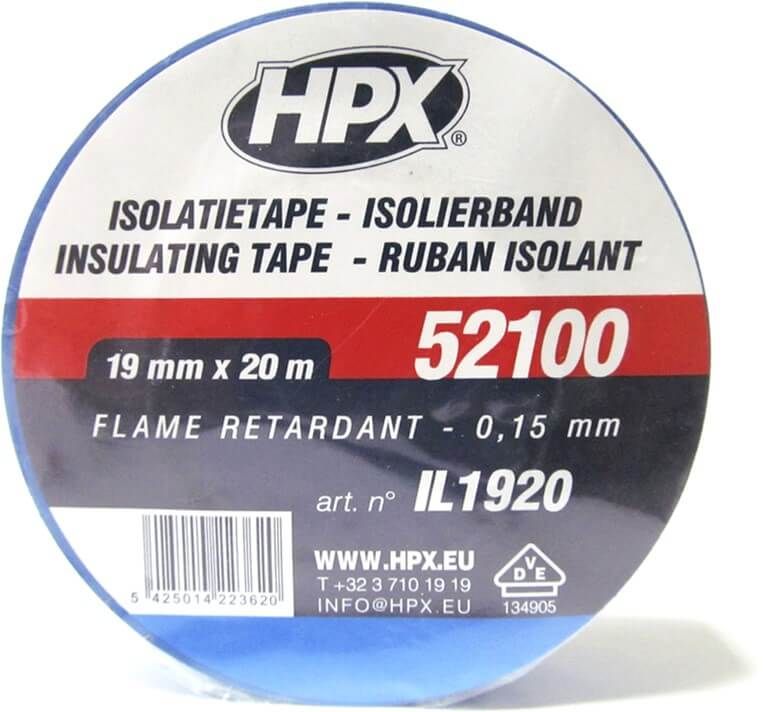 HPX®
ISOLATIETAPE - ISOLIERBAND
INSULATING TAPE - RUBAN ISOLANT
52100
19 mm x 20 m
FLAME RETARDANT - 0,15 mm
art. n° IL1920
WWW.HPX.EU
T +32 3 710 19 19
INFO@HPX.EU
5 425014 223620
VDE
134905